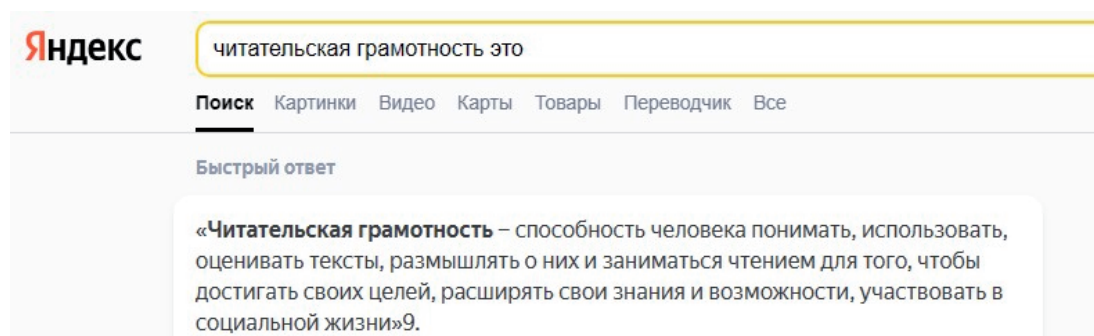 Яндекс
читательская грамотность это
Поиск Картинки Видео Карты Товары Переводчик Все
Быстрый ответ
«Читательская грамотность – способность человека понимать, использовать,
оценивать тексты, размышлять о них и заниматься чтением для того, чтобы
достигать своих целей, расширять свои знания и возможности, участвовать в
социальной жизни»9.